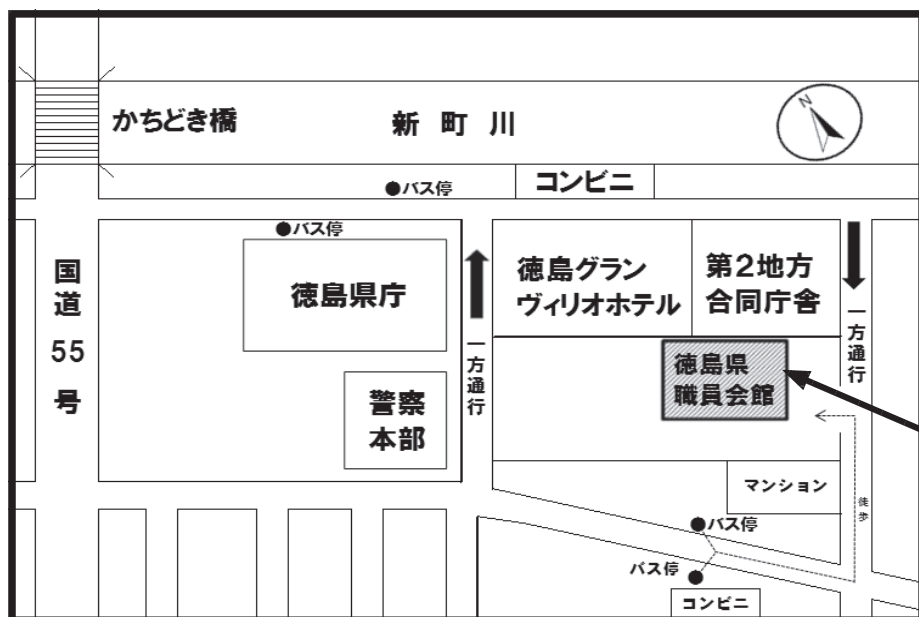 かちどき橋
新町川
N
コンビニ
●バス停
●バス停
国道55号
徳島県庁
一方通行
徳島グラン
ヴィリオホテル
第2地方
合同庁舎
一方通行
警察
本部
徳島県
職員会館
マンション
徒歩
バス停
バス停
コンビニ